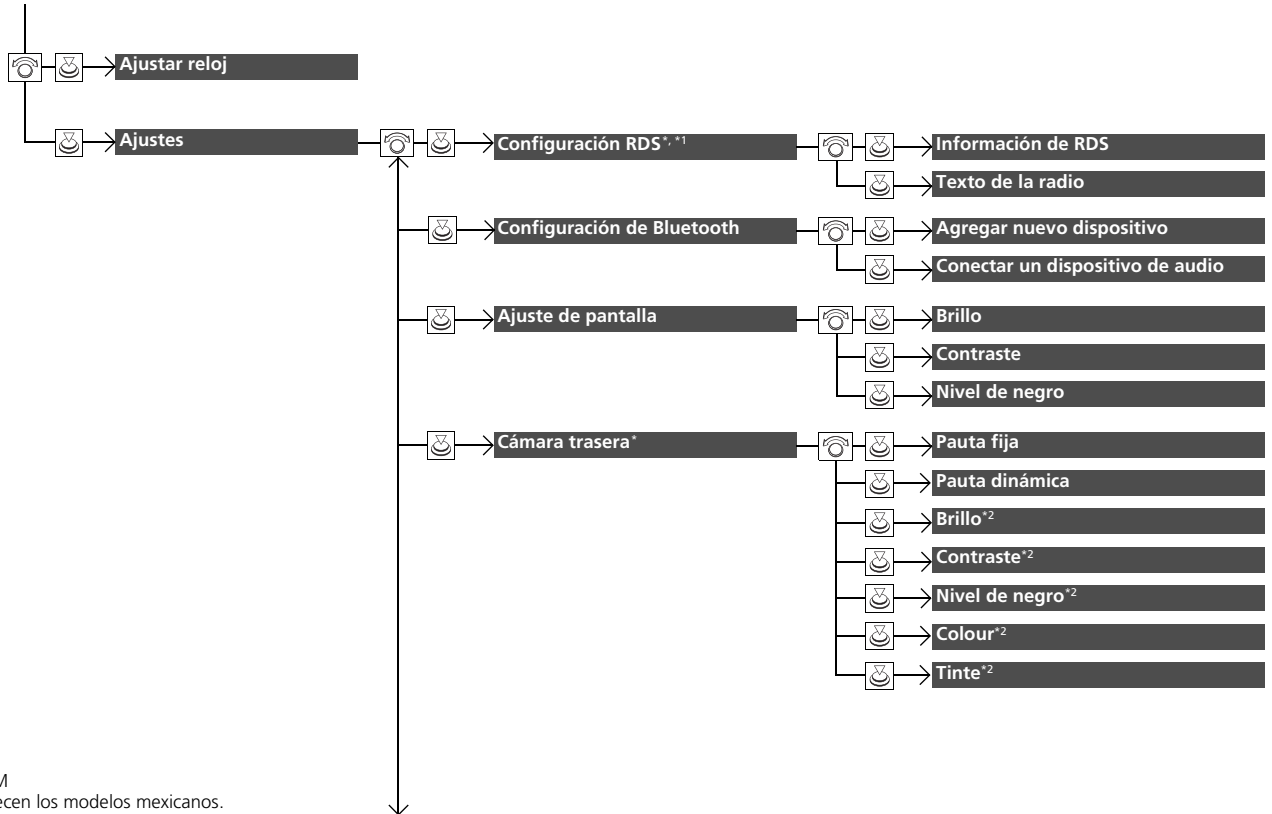 Ajustar reloj
Ajustes
Configuración RDS*, *1
Información de RDS
Texto de la radio
Configuración de Bluetooth
Agregar nuevo dispositivo
Conectar un dispositivo de audio
Ajuste de pantalla
Brillo
Contraste
Nivel de negro
Cámara trasera*
Pauta fija
Pauta dinámica
Brillo*2
Contraste*2
Nivel de negro*2
Colour*2
Tinte*2
M
ecen los modelos mexicanos.